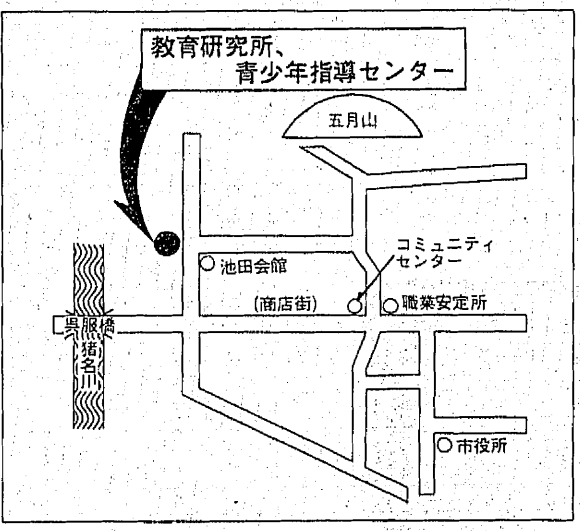 教育研究所、
青少年指導センター
五月山
コミュニティ
センター
池田会館
(商店街)
職業安定所
呉服橋
猪名川
市役所